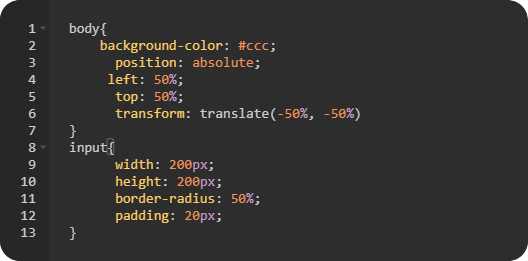 1 body{
2     background-color: #ccc;
3       position: absolute;
4      left: 50%;
5       top: 50%;
6       transform: translate(-50%, -50%)
7 }
8 input{
9       width: 200px;
10       height: 200px;
11       border-radius: 50%;
12       padding: 20px;
13 }